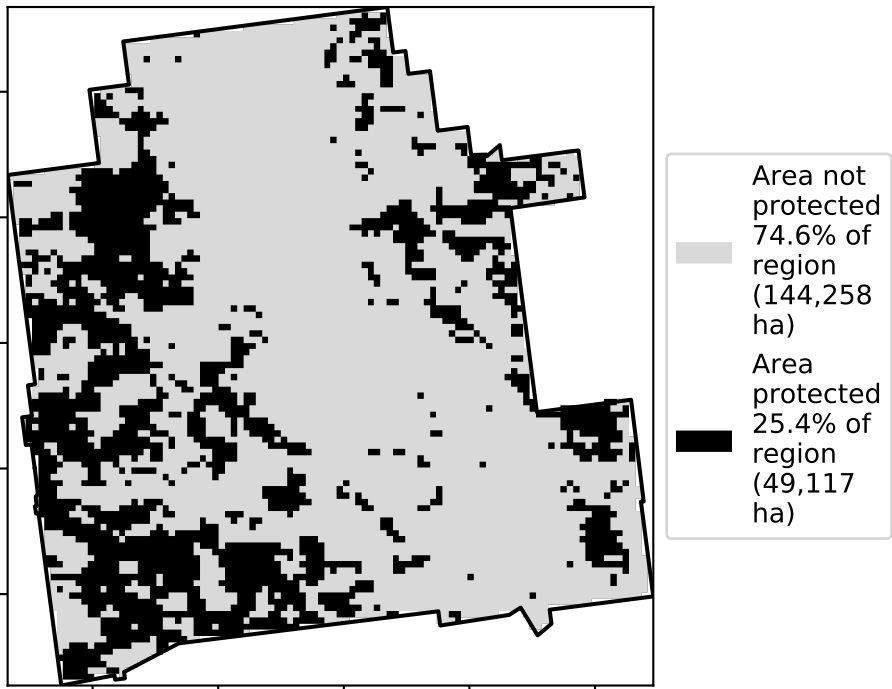 Area not
protected
74.6% of
region
(144,258
ha)
Area
protected
25.4% of
region
(49,117
ha)